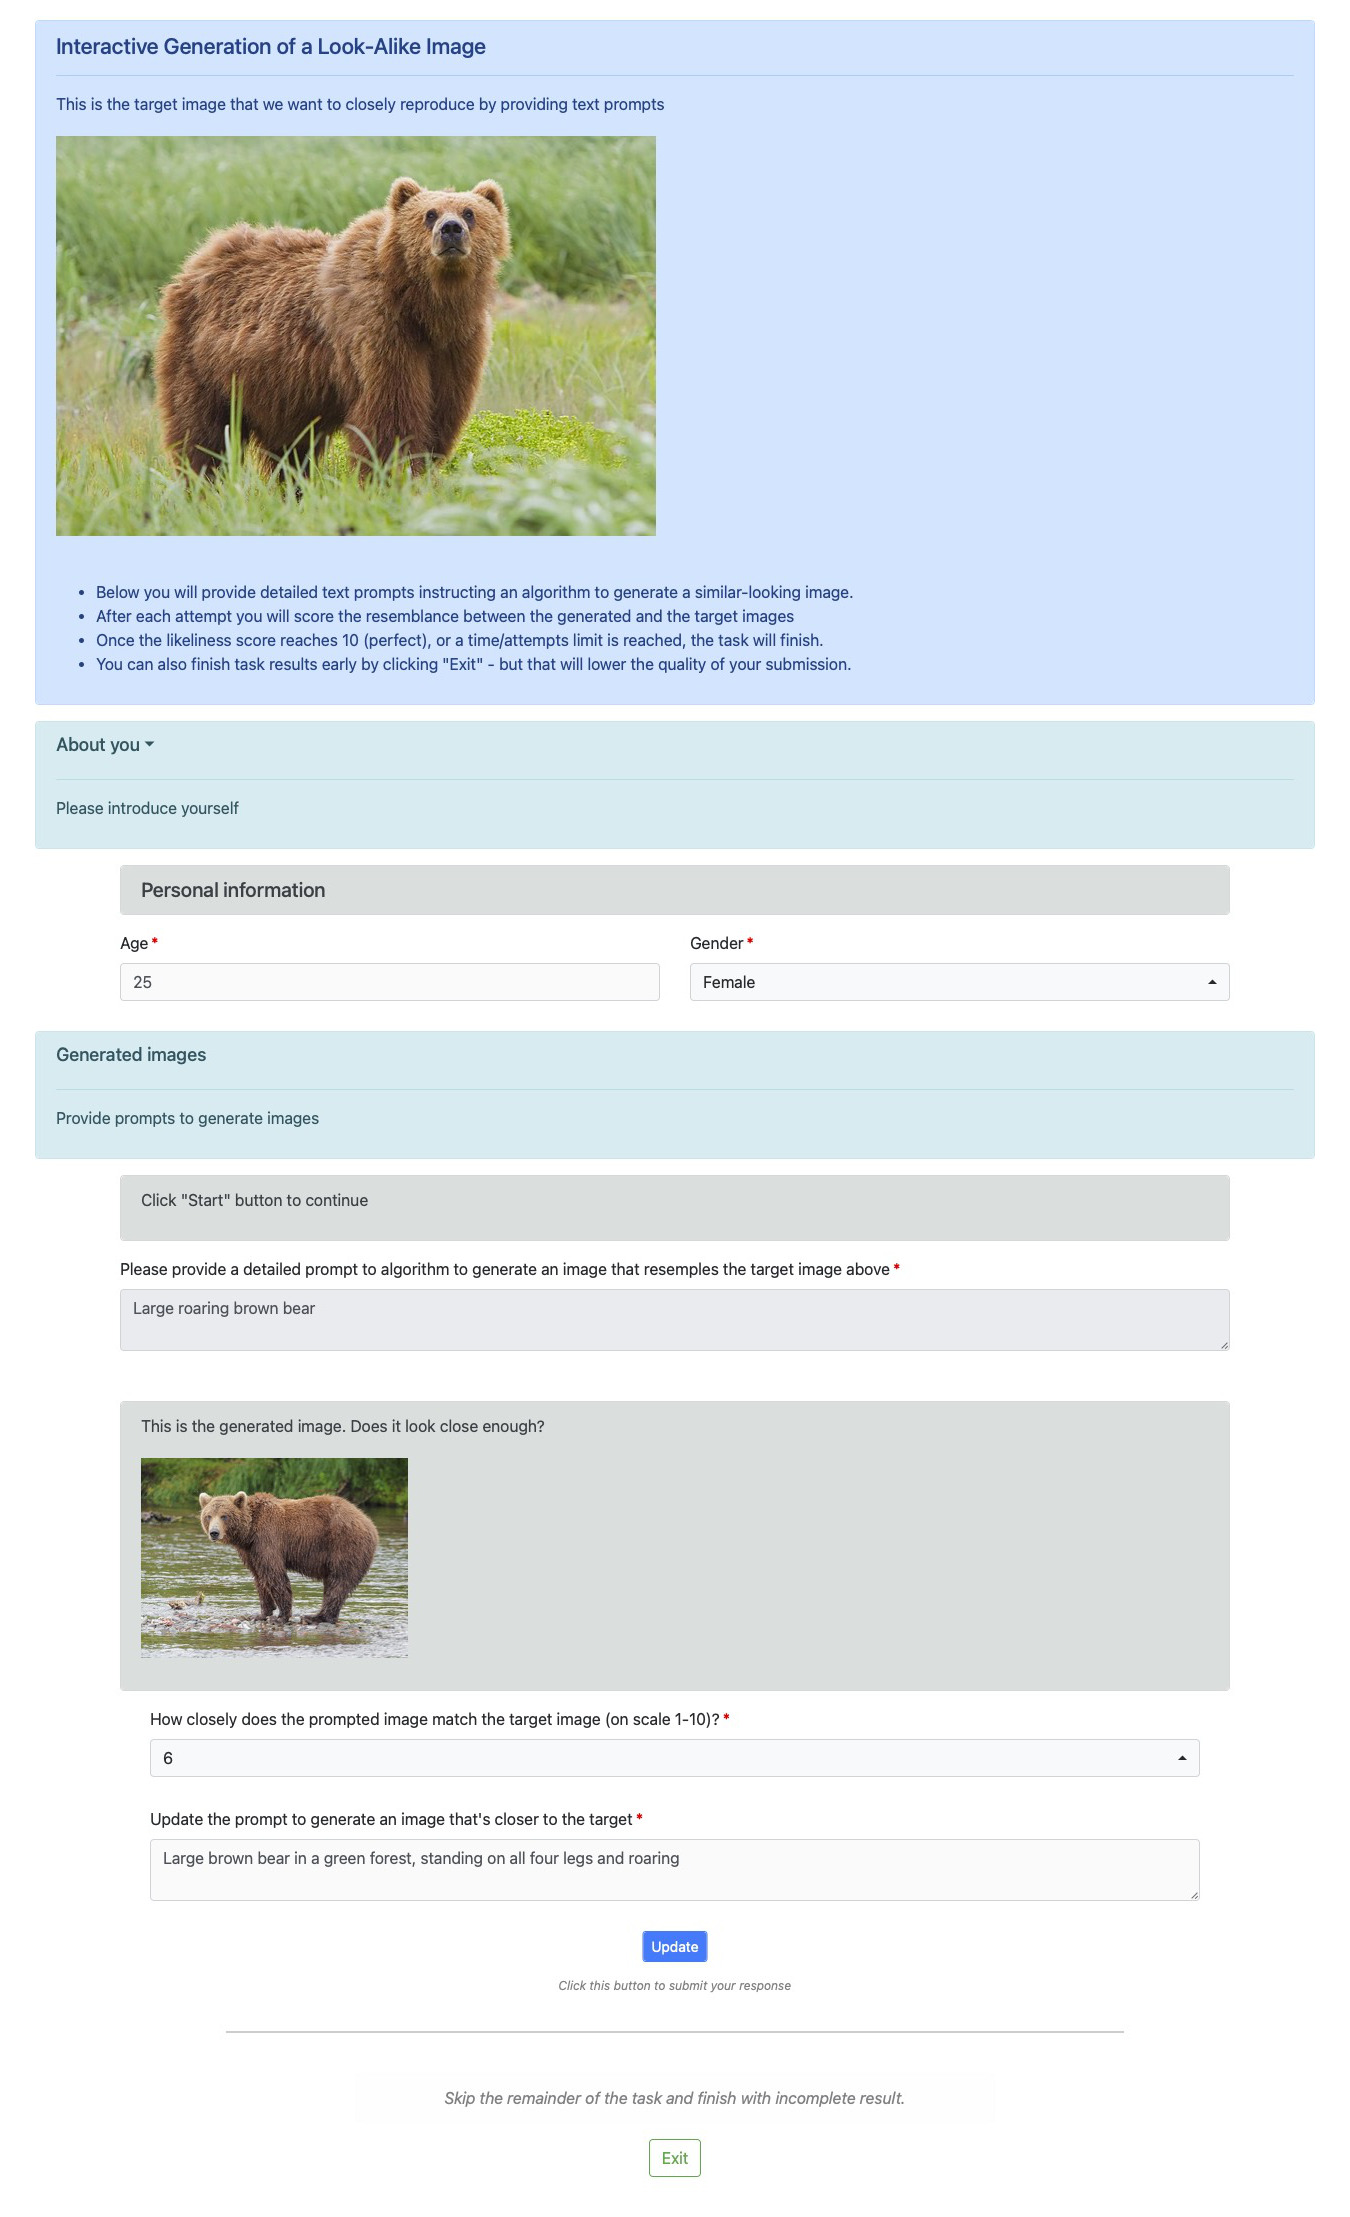 Interactive Generation of a Look-Alike Image
This is the target image that we want to closely reproduce by providing text prompts
• Below you will provide detailed text prompts instructing an algorithm to generate a similar-looking image.
• After each attempt you will score the resemblance between the generated and the target images
• Once the likeliness score reaches 10 (perfect), or a time/attempts limit is reached, the task will finish.
• You can also finish task results early by clicking "Exit" - but that will lower the quality of your submission.
About you
Please introduce yourself
Personal information
Age *
Gender *
25
Female
Generated images
Provide prompts to generate images
Click "Start" button to continue
Please provide a detailed prompt to algorithm to generate an image that resemples the target image above *
Large roaring brown bear
This is the generated image. Does it look close enough?
How closely does the prompted image match the target image (on scale 1-10)? *
6
Update the prompt to generate an image that's closer to the target *
Large brown bear in a green forest, standing on all four legs and roaring
Update
Click this button to submit your response
Skip the remainder of the task and finish with incomplete result.
Exit